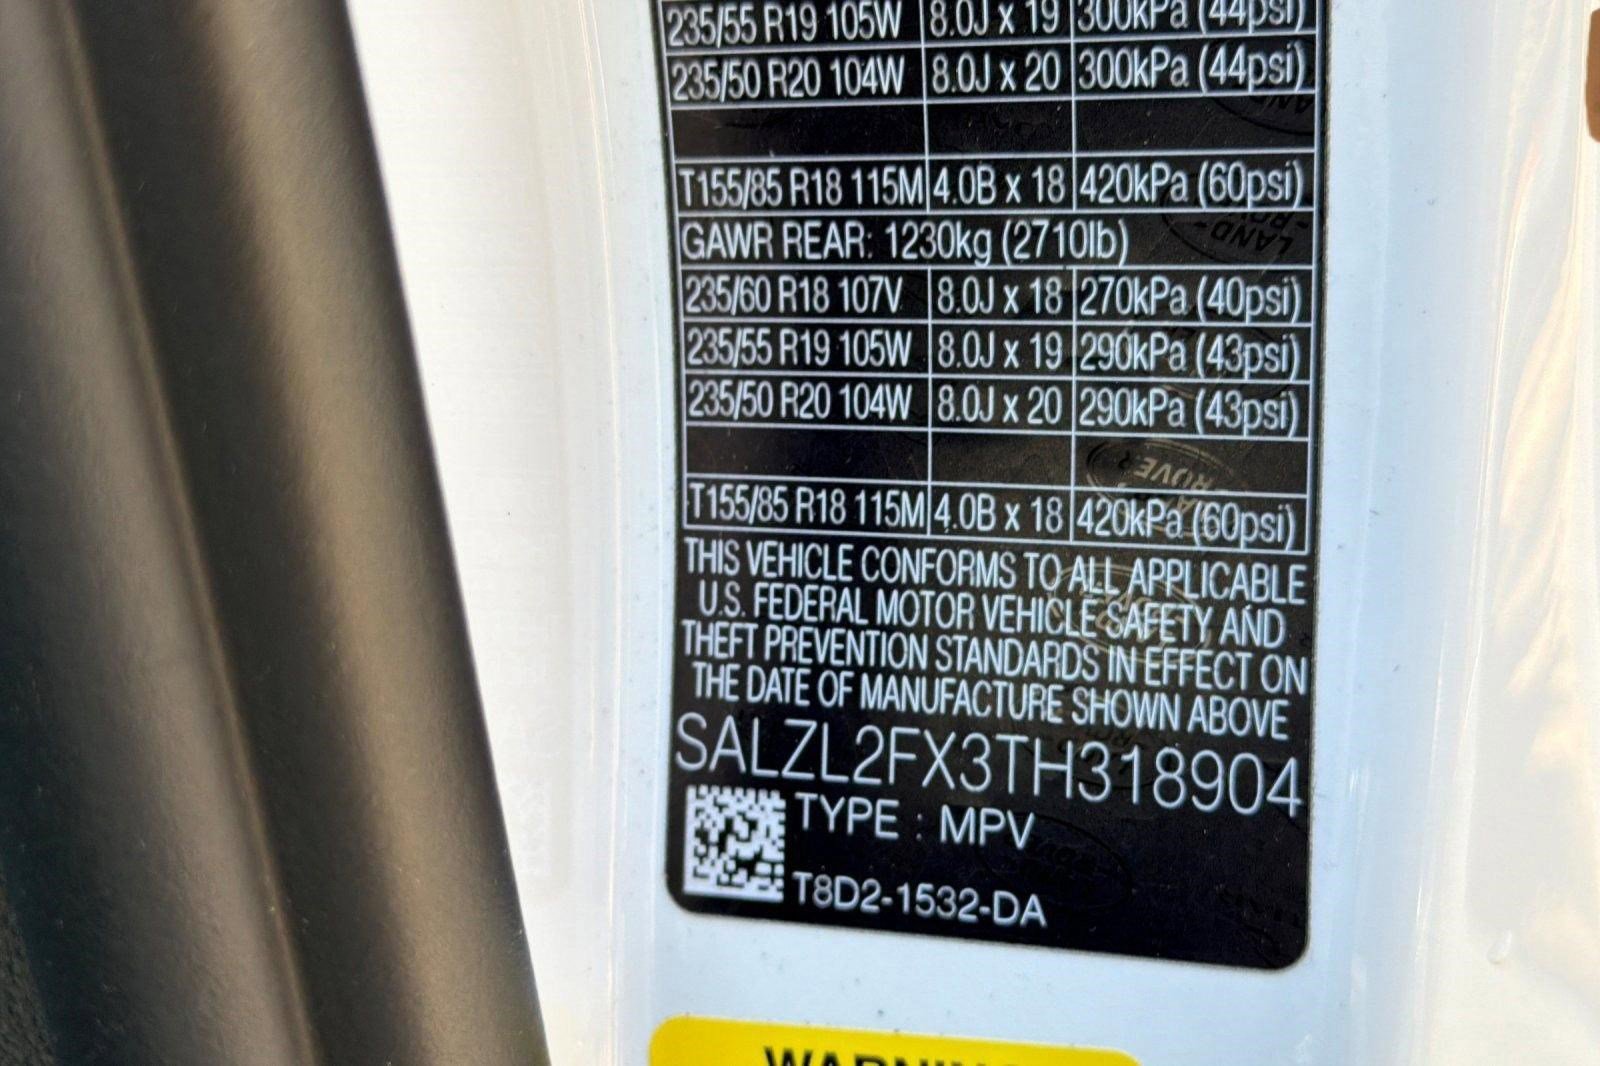 235/55 R19 105W 8.0J x 19 300kPa (44psi)
235/50 R20 104W 8.0J x 20 300kPa (44psi)
T155/85 R18 115M 4.0B x 18 420kPa (60psi)
GAWR REAR: 1230kg (2710lb)
235/60 R18 107V 8.0J x 18 270kPa (40psi)
235/55 R19 105W 8.0J x 19 290kPa (43psi)
235/50 R20 104W 8.0J x 20 290kPa (43psi)
T155/85 R18 115M 4.0B x 18 420kPa (60psi)
THIS VEHICLE CONFORMS TO ALL APPLICABLE
U.S. FEDERAL MOTOR VEHICLE SAFETY AND
THEFT PREVENTION STANDARDS IN EFFECT ON
THE DATE OF MANUFACTURE SHOWN ABOVE
SALZL2FX3TH318904
TYPE : MPV
T8D2-1532-DA
WARNING